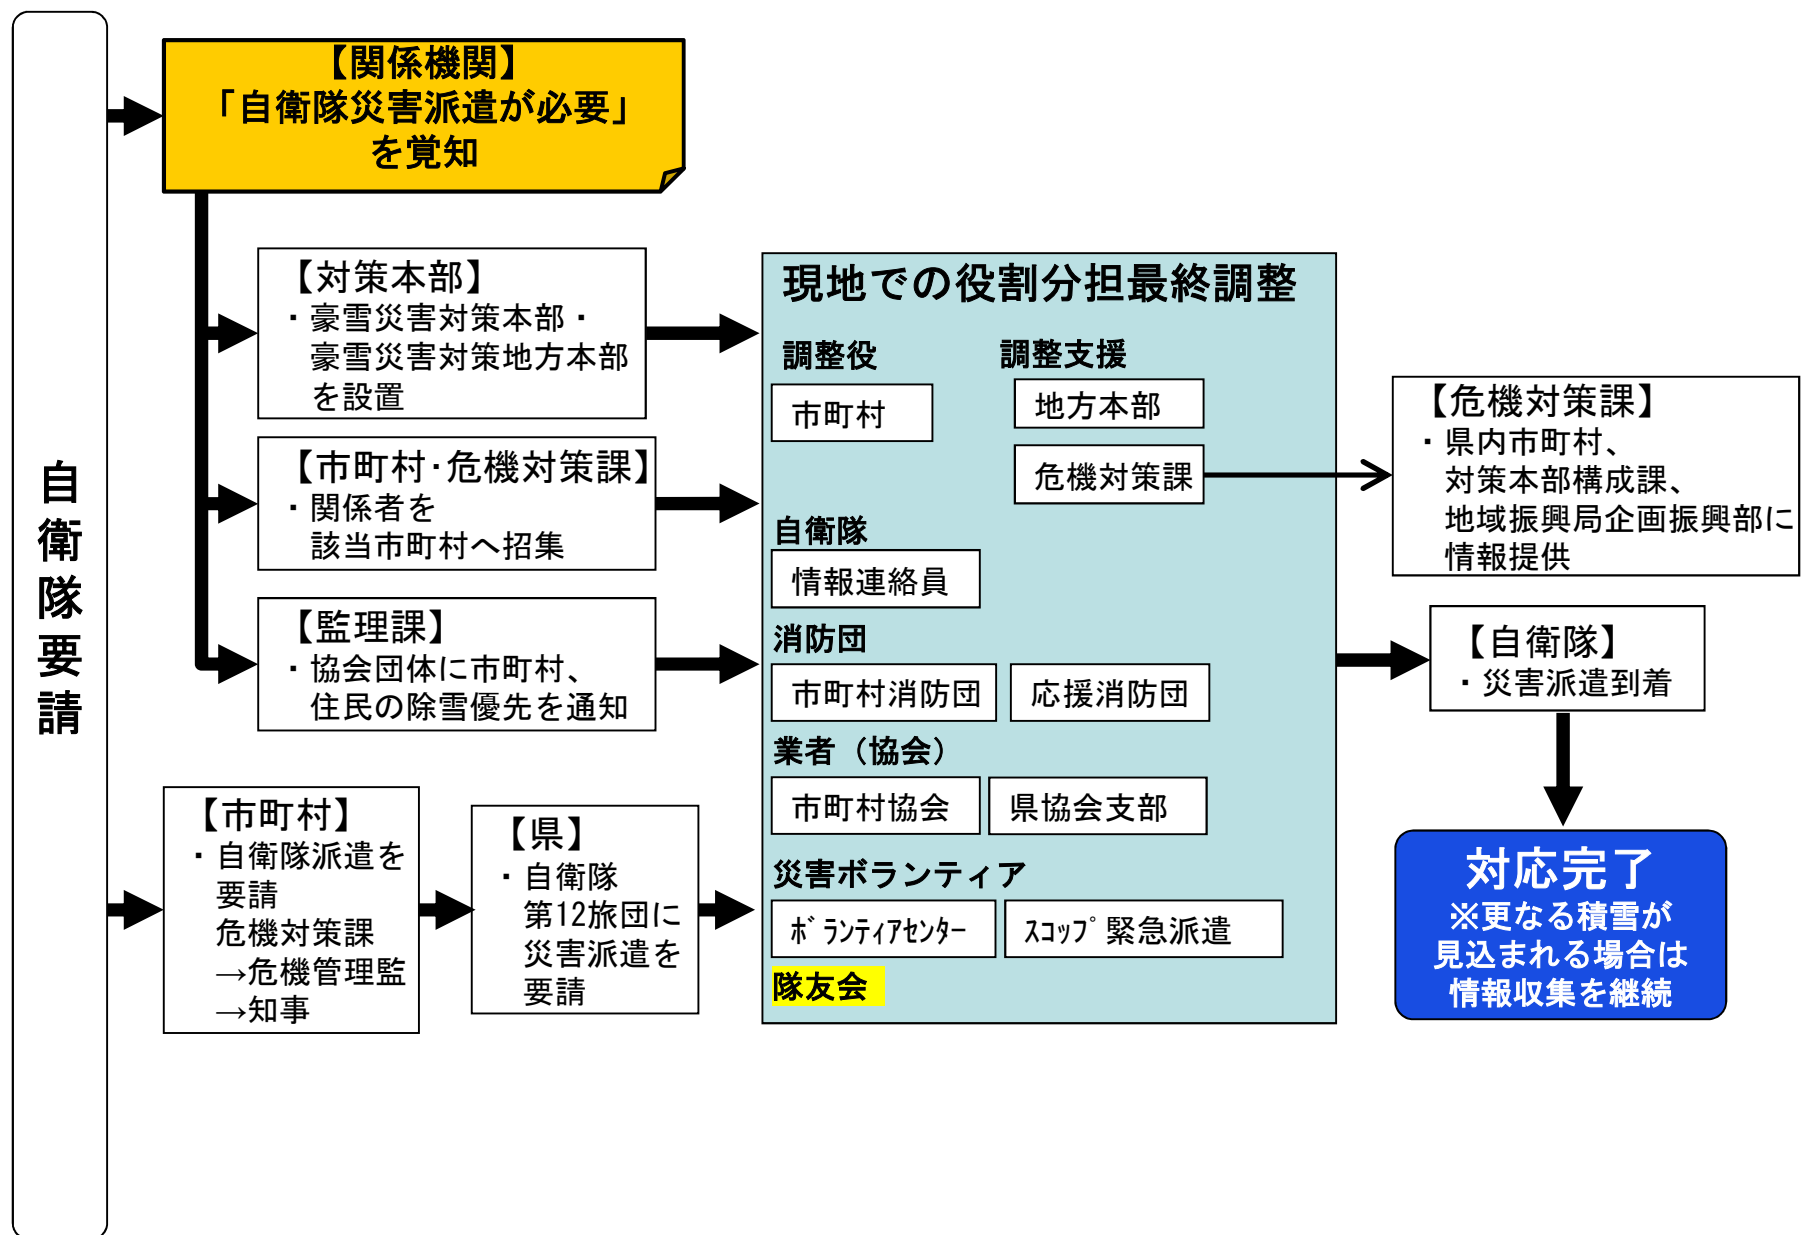 自衛隊要請
【関係機関】
「自衛隊災害派遣が必要」
を覚知
【対策本部】
・豪雪災害対策本部・
豪雪災害対策地方本部
を設置
【市町村・危機対策課】
・関係者を
該当市町村へ招集
【監理課】
・協会団体に市町村、
住民の除雪優先を通知
【市町村】
・自衛隊派遣を
要請
危機対策課
→危機管理監
→知事
【県】
・自衛隊
第12旅団に
災害派遣を
要請
現地での役割分担最終調整
調整役
調整支援
市町村
地方本部
危機対策課
自衛隊
情報連絡員
消防団
市町村消防団
応援消防団
業者（協会）
市町村協会
県協会支部
災害ボランティア
ﾎﾞﾗﾝﾃｨｱｾﾝﾀｰ
ｽｺｯﾌﾟ緊急派遣
隊友会
【危機対策課】
・県内市町村、
対策本部構成課、
地域振興局企画振興部に
情報提供
【自衛隊】
・災害派遣到着
対応完了
※更なる積雪が
見込まれる場合は
情報収集を継続